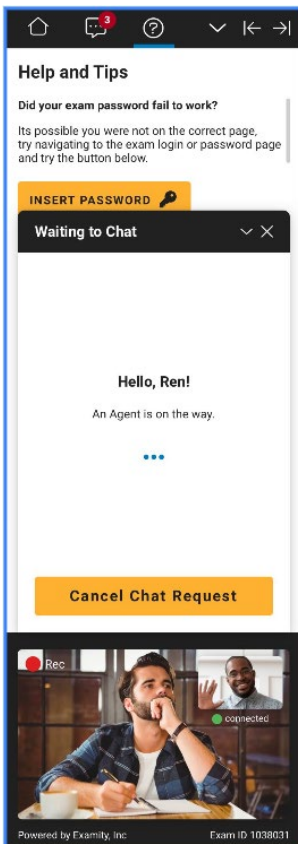 3
Help and Tips
Did your exam password fail to work?
Its possible you were not on the correct page,
try navigating to the exam login or password page
and try the button below.
INSERT PASSWORD
Waiting to Chat
Hello, Ren!
An Agent is on the way.
Cancel Chat Request
Rec
connected
Powered by Examity, Inc
Exam ID 1038031